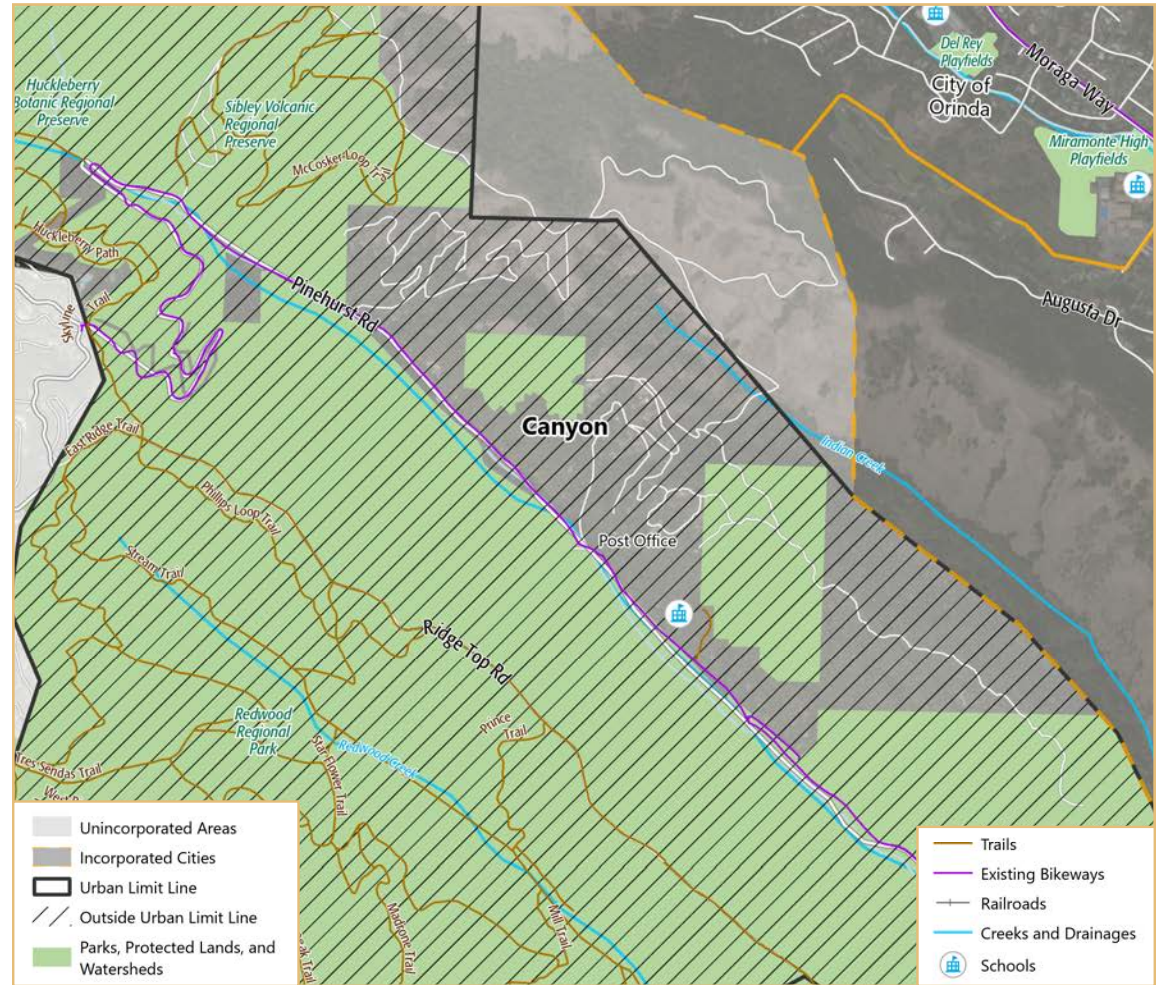 Huckleberry
Botanic Regional
Preserve
Sibley Volcanic
Regional
Preserve
McCosker Loop Trl
Del Rey
Playfields
City of
Orinda
Moraga Way
Miramonte High
Playfields
Huckleberry Path
Skyline Trail
Pinehurst Rd
Augusta Dr
Canyon
Indian Creek
East Ridge Trail
Phillips Loop Trail
Stream Trail
Post Office
Ridge Top Rd
Prince
Trail
Redwood
Regional
Park
Redwood Creek
Star Flower Trail
Tres Sendas Trail
West
Mill Trail
Madrone Trail
Trail
Unincorporated Areas
Incorporated Cities
Urban Limit Line
Outside Urban Limit Line
Parks, Protected Lands, and
Watersheds
Trails
Existing Bikeways
Railroads
Creeks and Drainages
Schools